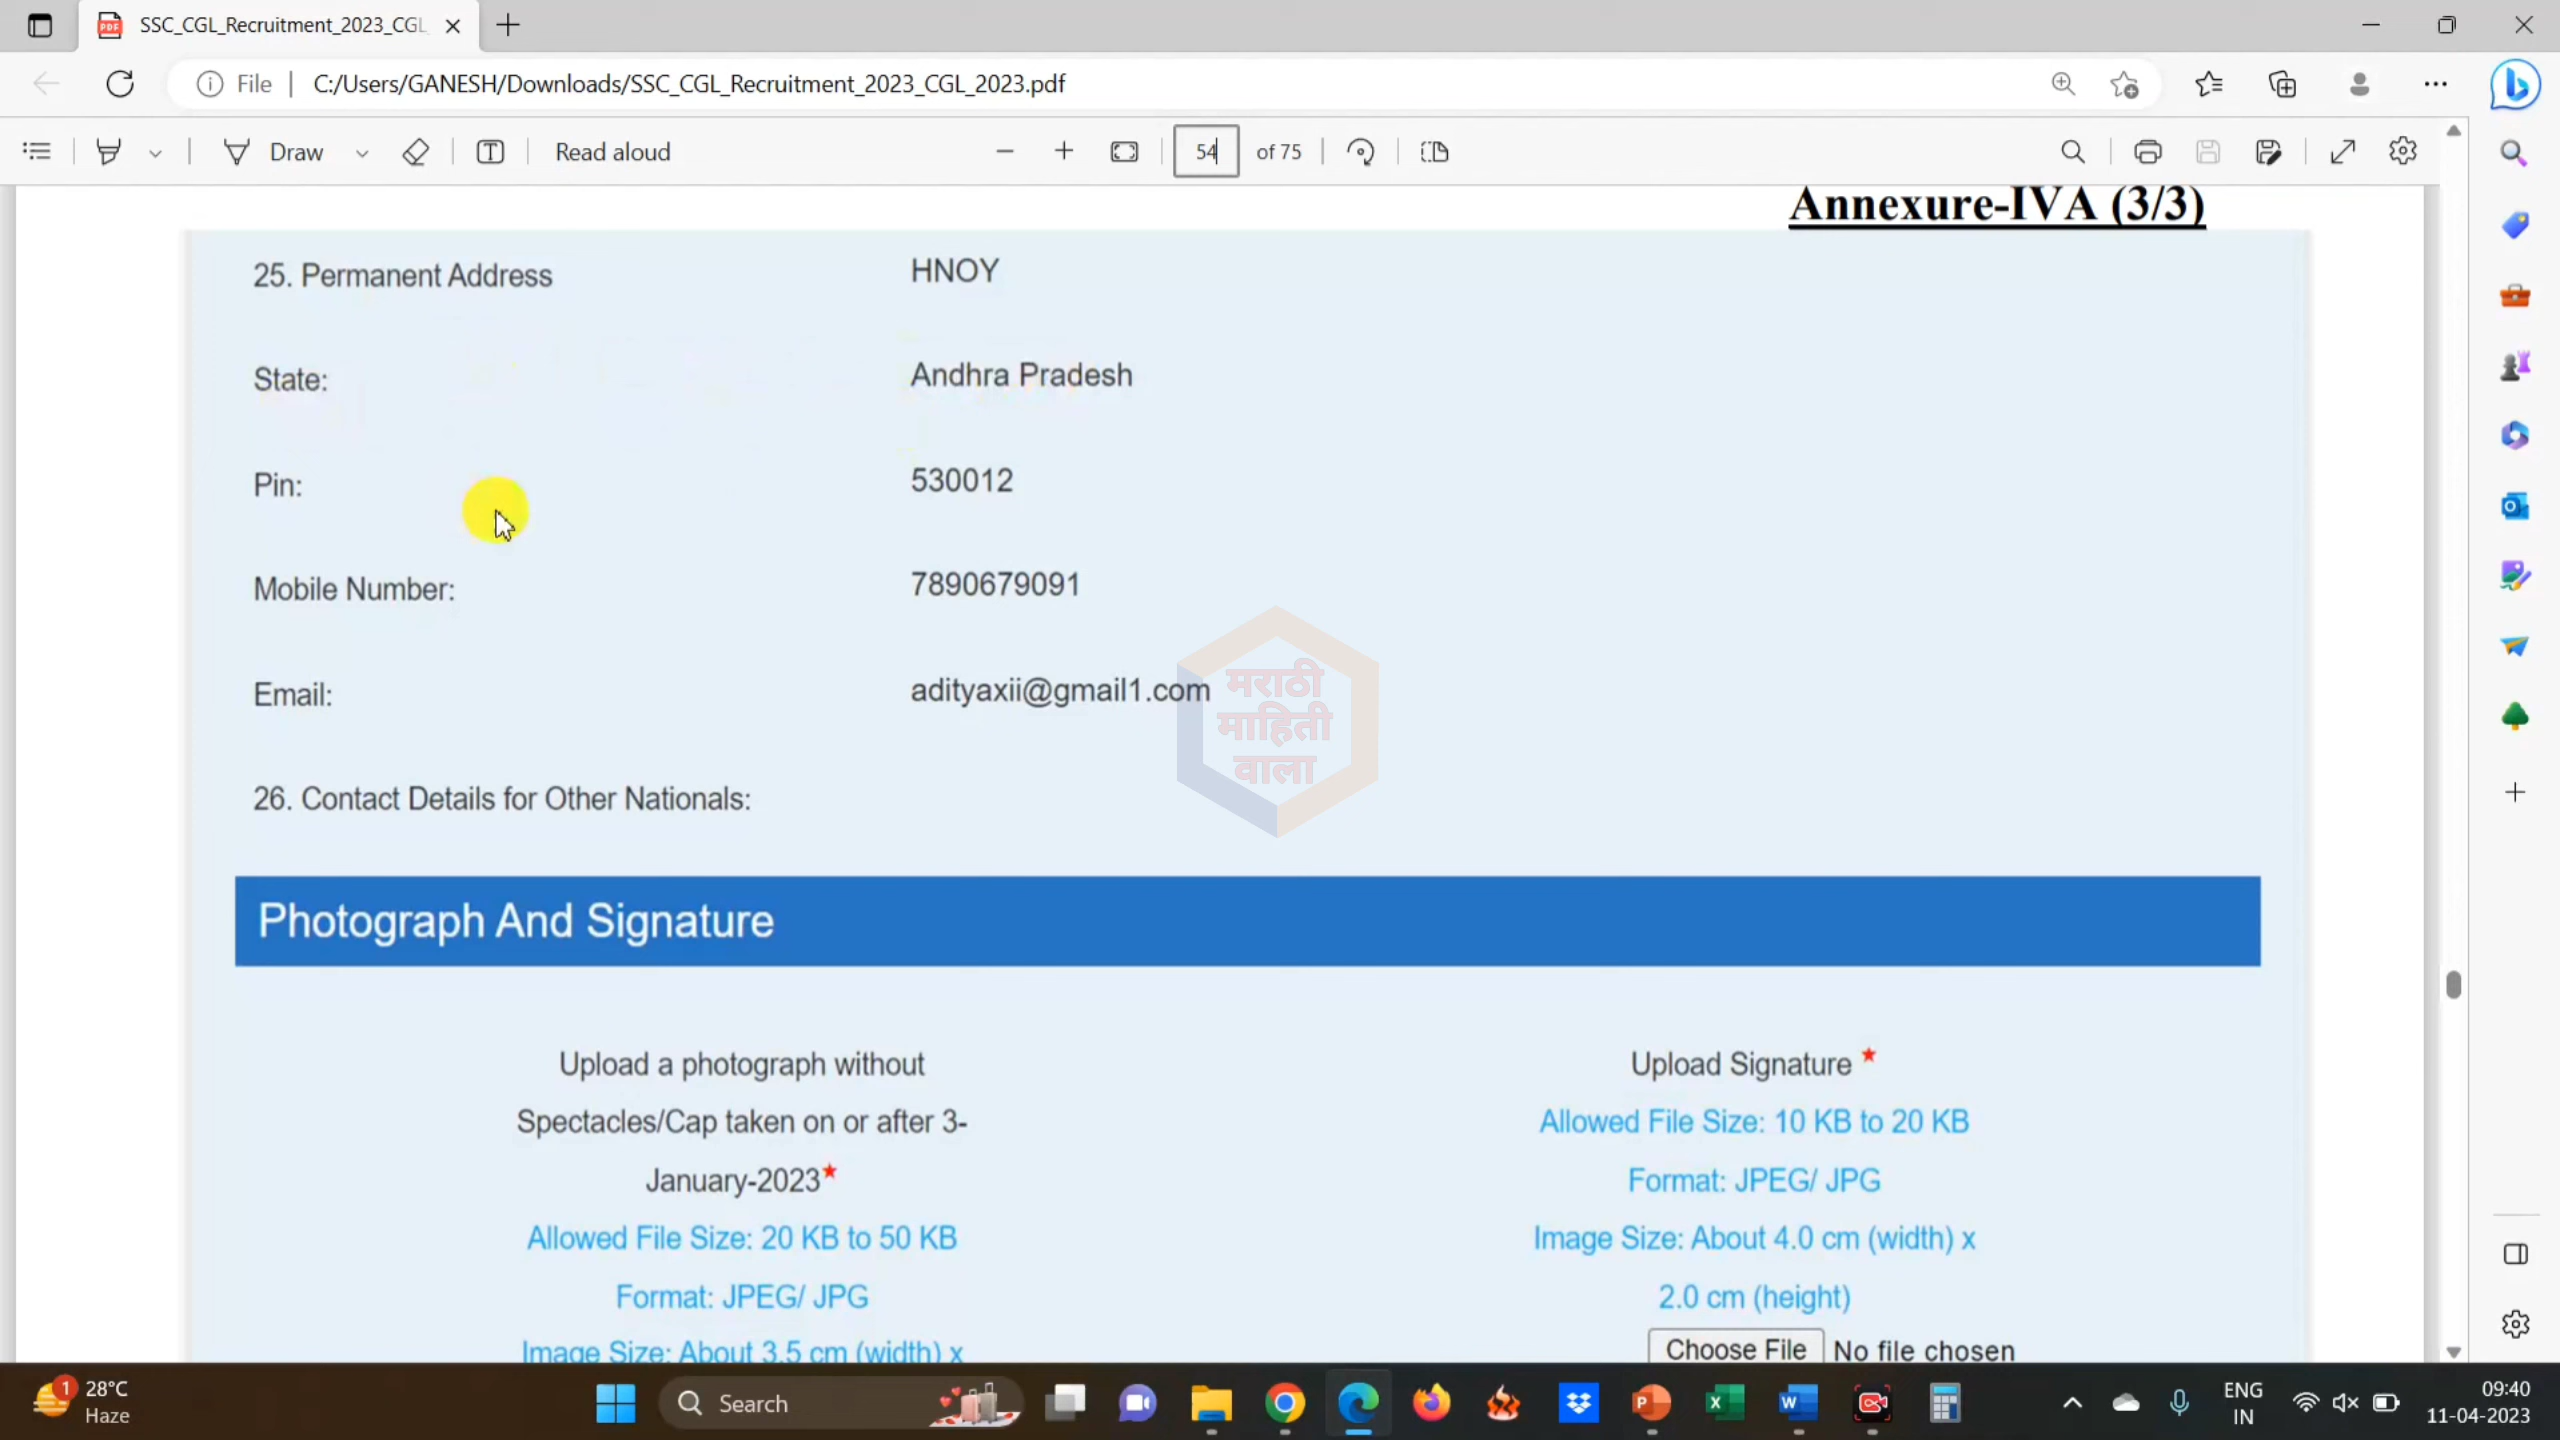 SSC_CGL_Recruitment_2023_CGL
File
C:/Users/GANESH/Downloads/SSC_CGL_Recruitment_2023_CGL_2023.pdf
Draw
Read aloud
54 of 75
Annexure-IVA (3/3)
25. Permanent Address HNOY
State: Andhra Pradesh
Pin: 530012
Mobile Number: 7890679091
Email: adityaxii@gmail1.com
मराठी
माहिती
वाला
26. Contact Details for Other Nationals:
Photograph And Signature
Upload a photograph without
Spectacles/Cap taken on or after 3-
January-2023★
Allowed File Size: 20 KB to 50 KB
Format: JPEG/ JPG
Image Size: About 3.5 cm (width) x
Upload Signature ★
Allowed File Size: 10 KB to 20 KB
Format: JPEG/ JPG
Image Size: About 4.0 cm (width) x
2.0 cm (height)
Choose File No file chosen
1
28°C
Haze
Search
ENG
IN
09:40
11-04-2023